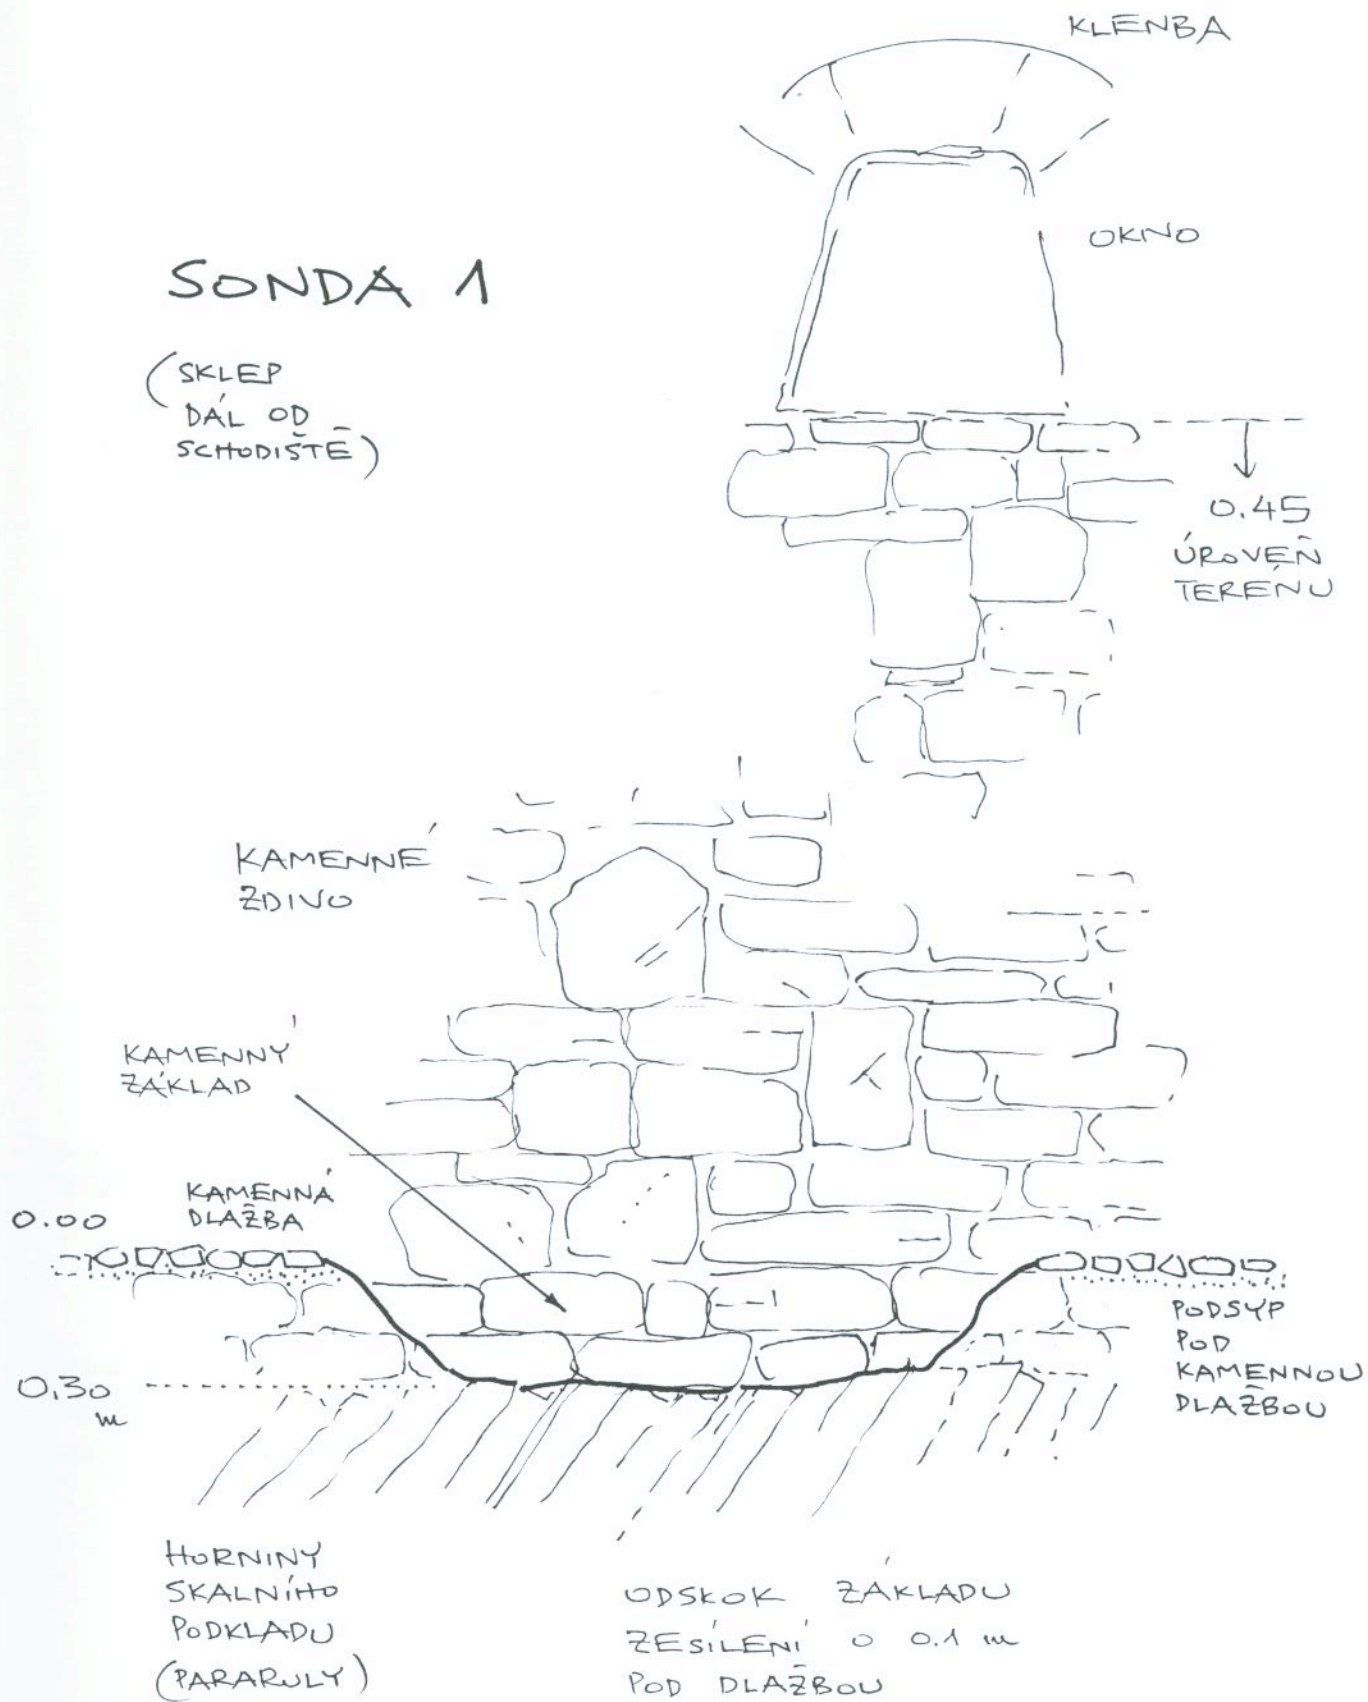 KLENBA
OKNO
SONDA 1
(SKLEP
DÁL OD
SCHODIŠTĚ)
0.45
ÚROVEŇ
TERÉNU
KAMENNÉ
ZDIVO
KAMENNÝ
ZÁKLAD
KAMENNÁ
DLAŽBA
0.00
PODSYP
POD
KAMENNOU
DLAŽBOU
0.30
m
HORNINY
SKALNÍHO
PODKLADU
(PARARULY)
ODSKOK ZÁKLADU
ZESÍLENÍ O 0.1 m
POD DLAŽBOU